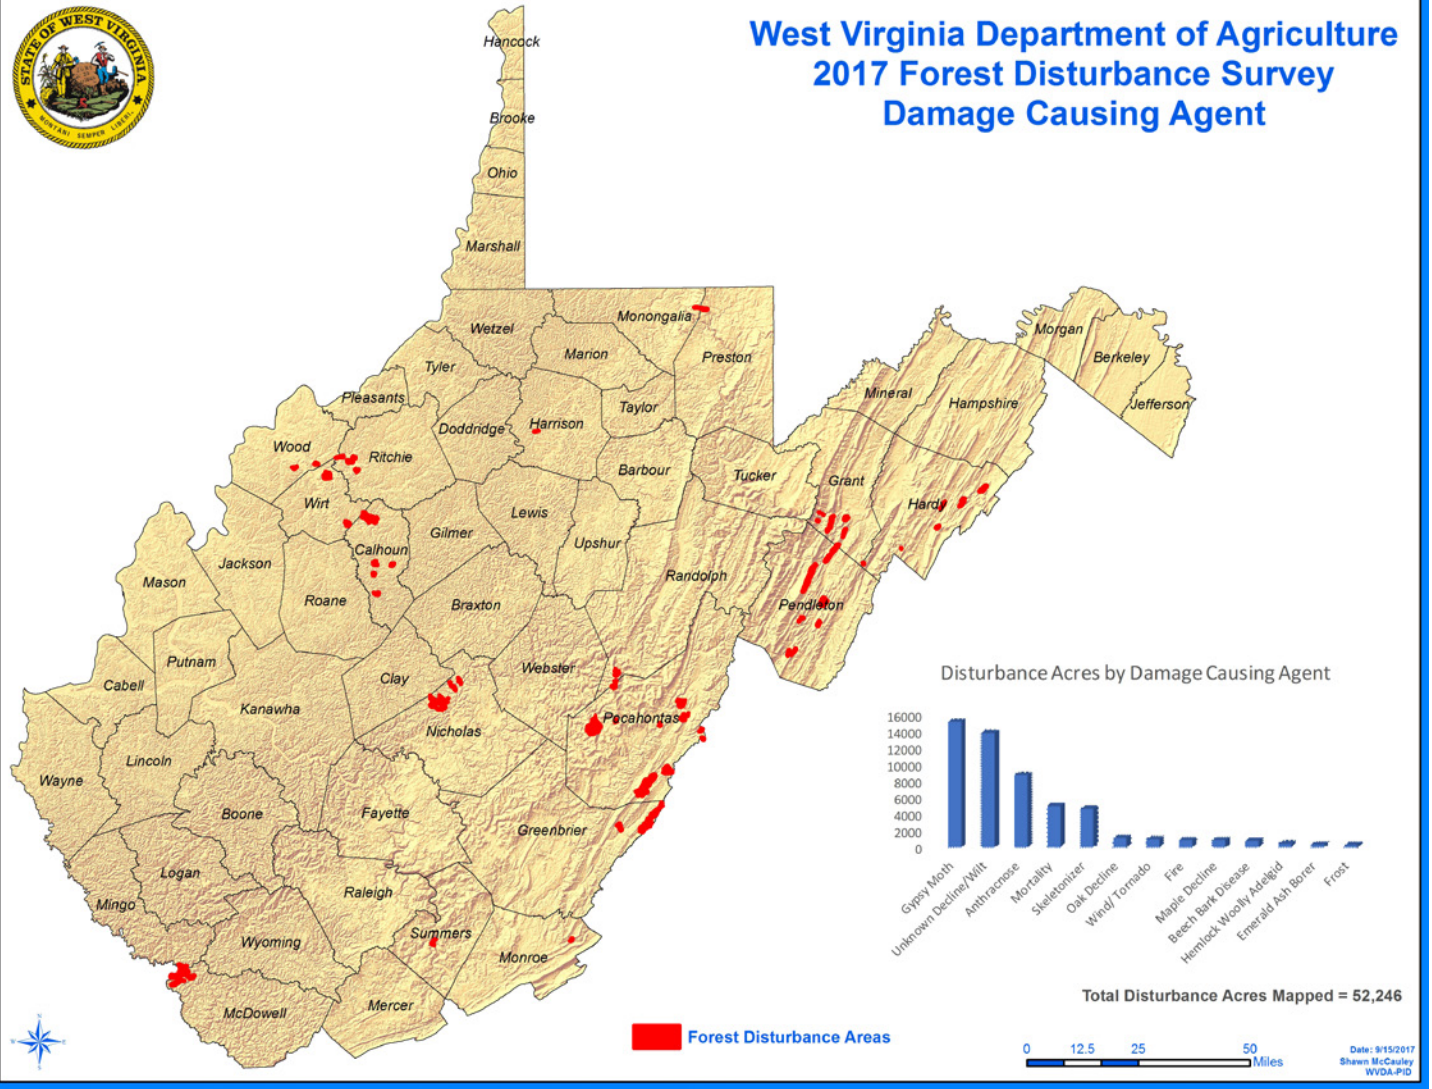 STATE OF WEST VIRGINIA
MONTANI SEMPER LIBERI
West Virginia Department of Agriculture
2017 Forest Disturbance Survey
Damage Causing Agent
Hancock
Brooke
Ohio
Marshall
Wetzel
Monongalia
Marion
Preston
Tyler
Pleasants
Doddridge
Harrison
Taylor
Wood
Ritchie
Barbour
Tucker
Mineral
Hampshire
Morgan
Berkeley
Jefferson
Grant
Hardy
Wirt
Lewis
Gilmer
Upshur
Calhoun
Jackson
Mason
Roane
Braxton
Randolph
Pendleton
Putnam
Cabell
Clay
Webster
Kanawha
Nicholas
Pocahontas
Wayne
Lincoln
Boone
Fayette
Greenbrier
Logan
Mingo
Raleigh
Wyoming
Summers
Monroe
McDowell
Mercer
Disturbance Acres by Damage Causing Agent
16000
14000
12000
10000
8000
6000
4000
2000
0
Gypsy Moth
Unknown Decline/Wilt
Anthracnose
Mortality
Skeletonizer
Oak Decline
Wind/ Tornado
Fire
Maple Decline
Beech Bark Disease
Hemlock Woolly Adelgid
Emerald Ash Borer
Frost
Total Disturbance Acres Mapped = 52,246
Forest Disturbance Areas
0 12.5 25 50
Miles
Date: 9/15/2017
Shawn McCauley
WVDA-PID